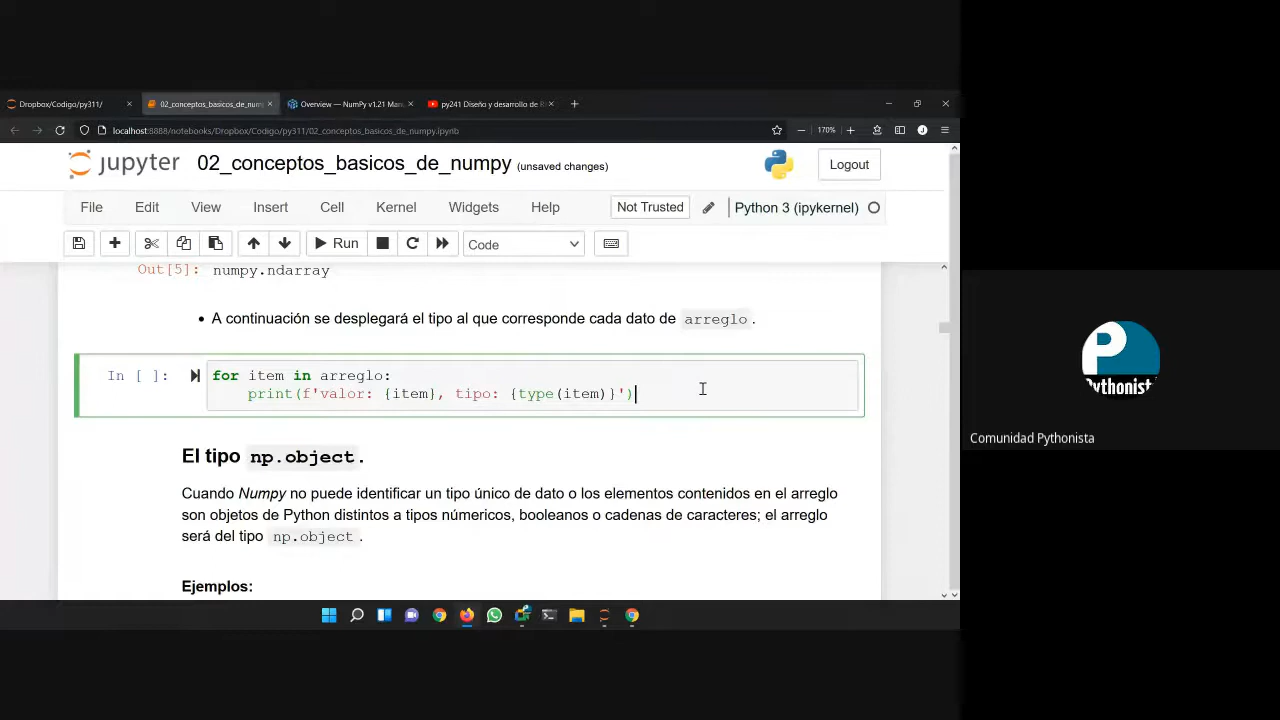 Dropbox/Codigo/py311/
02_conceptos_basicos_de_num
Overview — NumPy v1.21 Man
py241 Diseño y desarrollo de
localhost:8888/notebooks/Dropbox/Codigo/py311/02_conceptos_basicos_de_numpy.ipynb
170%
J
jupyter 02_conceptos_basicos_de_numpy (unsaved changes)
Logout
File Edit View Insert Cell Kernel Widgets Help
Not Trusted
Python 3 (ipykernel)
Run
Code
Out[5]: numpy.ndarray
• A continuación se desplegará el tipo al que corresponde cada dato de arreglo.
In [ ]: for item in arreglo:
print(f'valor: {item}, tipo: {type(item)}')
El tipo np.object.
Cuando Numpy no puede identificar un tipo único de dato o los elementos contenidos en el arreglo
son objetos de Python distintos a tipos númericos, booleanos o cadenas de caracteres; el arreglo
será del tipo np.object.
Ejemplos:
P
Pythonist
Comunidad Pythonista